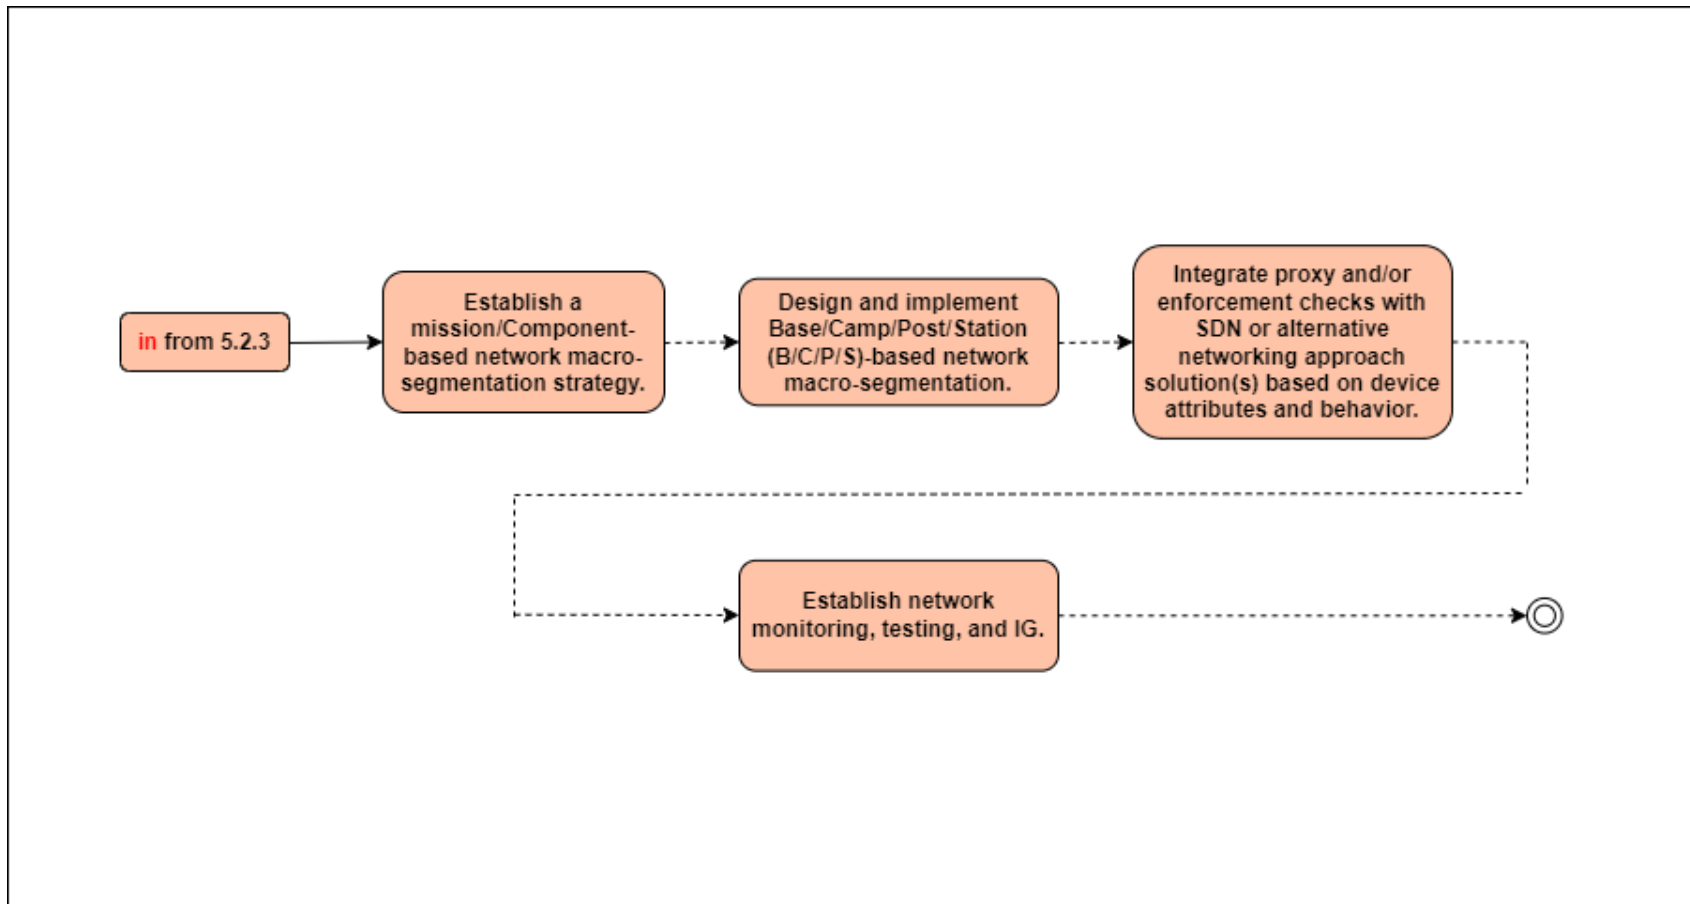 in from 5.2.3
Establish a
mission/Component-
based network macro-
segmentation strategy.
Design and implement
Base/Camp/Post/Station
(B/C/P/S)-based network
macro-segmentation.
Integrate proxy and/or
enforcement checks with
SDN or alternative
networking approach
solution(s) based on device
attributes and behavior.
Establish network
monitoring, testing, and IG.